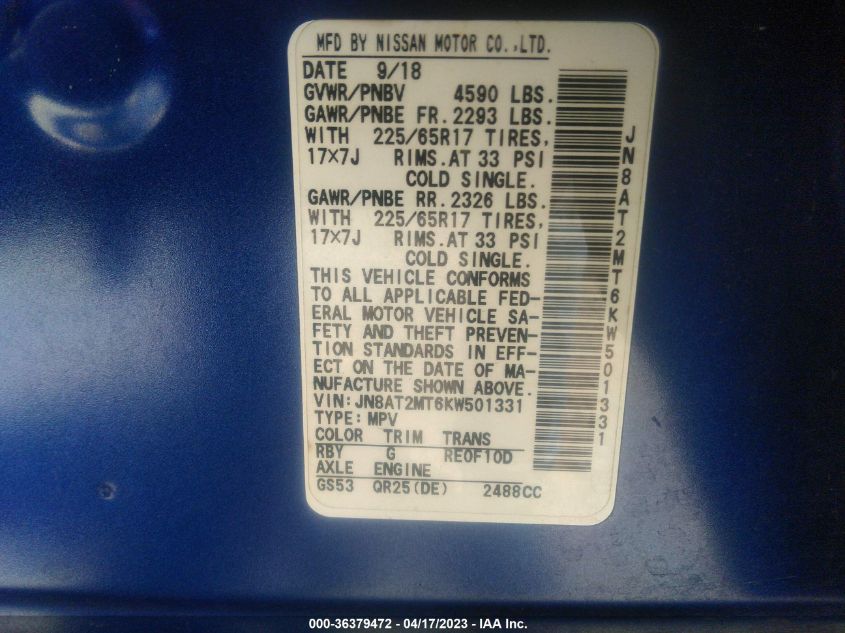 MFD BY NISSAN MOTOR CO.,LTD.
DATE 9/18
GVWR/PNBV 4590 LBS.
GAWR/PNBE FR. 2293 LBS.
WITH 225/65R17 TIRES,
17×7J RIMS. AT 33 PSI
COLD SINGLE.
GAWR/PNBE RR. 2326 LBS.
WITH 225/65R17 TIRES,
17×7J RIMS. AT 33 PSI
COLD SINGLE.
THIS VEHICLE CONFORMS
TO ALL APPLICABLE FED-
ERAL MOTOR VEHICLE SA-
FETY AND THEFT PREVEN-
TION STANDARDS IN EFF-
ECT ON THE DATE OF MA-
NUFACTURE SHOWN ABOVE.
VIN: JN8AT2MT6KW501331
TYPE: MPV
COLOR TRIM TRANS
RBY G RE0F10D
AXLE ENGINE
GS53 QR25(DE) 2488CC
JN8AT2MT6KW501331
000-36379472 - 04/17/2023 - IAA Inc.